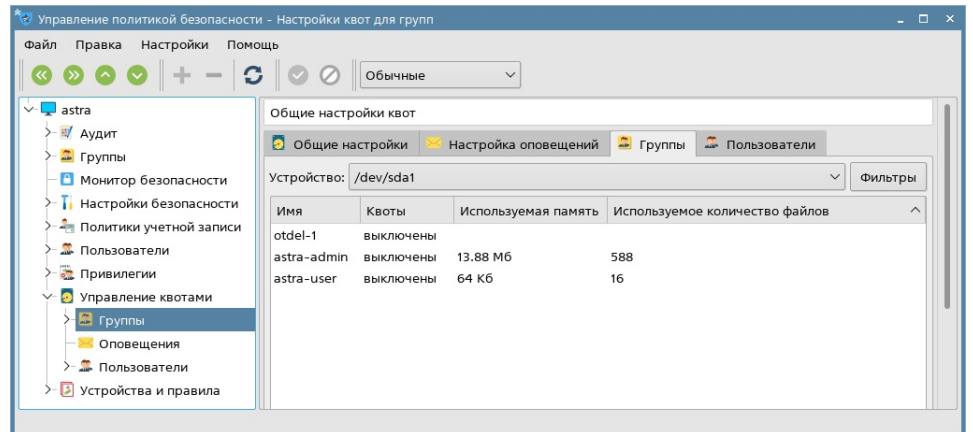 Управление политикой безопасности - Настройки квот для групп
Файл Правка Настройки Помощь
Обычные
astra
Аудит
Группы
Монитор безопасности
Настройки безопасности
Политики учетной записи
Пользователи
Привилегии
Управление квотами
Группы
Оповещения
Пользователи
Устройства и правила
Общие настройки квот
Общие настройки Настройка оповещений Группы Пользователи
Устройство: /dev/sda1 Фильтры
Имя Квоты Используемая память Используемое количество файлов
otdel-1 выключены
astra-admin выключены 13.88 Мб 588
astra-user выключены 64 Кб 16